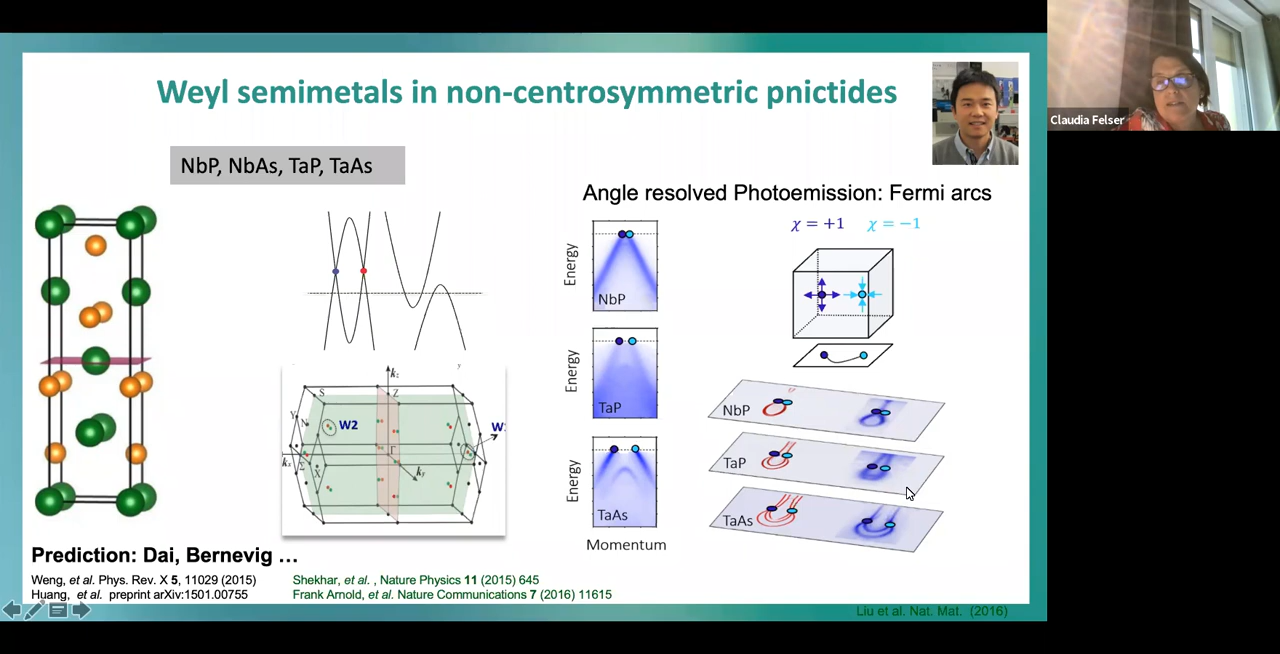 Weyl semimetals in non-centrosymmetric pnictides
Claudia Felser
NbP, NbAs, TaP, TaAs
Angle resolved Photoemission: Fermi arcs
χ = +1 χ = −1
Energy
NbP
Energy
TaP
Energy
TaAs
Momentum
NbP
TaP
TaAs
kz
y
S
Z
Y
N
W2
W
kx
Σ
X
Γ
ky
Prediction: Dai, Bernevig ...
Weng, et al. Phys. Rev. X 5, 11029 (2015)
Huang, et al. preprint arXiv:1501.00755
Shekhar, et al. , Nature Physics 11 (2015) 645
Frank Arnold, et al. Nature Communications 7 (2016) 11615
Liu et al. Nat. Mat. (2016)